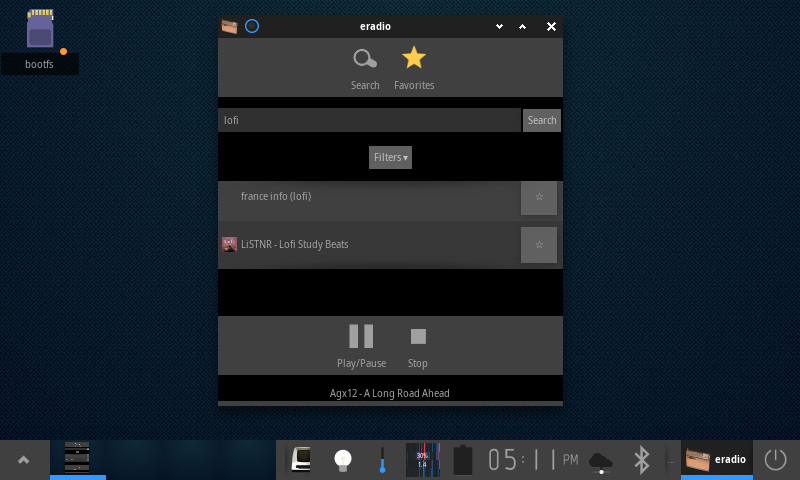 eradio
bootfs
Search
Favorites
lofi
Search
Filters ▾
france info (lofi)
☆
LiSTNR - Lofi Study Beats
☆
Play/Pause
Stop
Agx12 - A Long Road Ahead
30%
1.4
05:11 PM
eradio